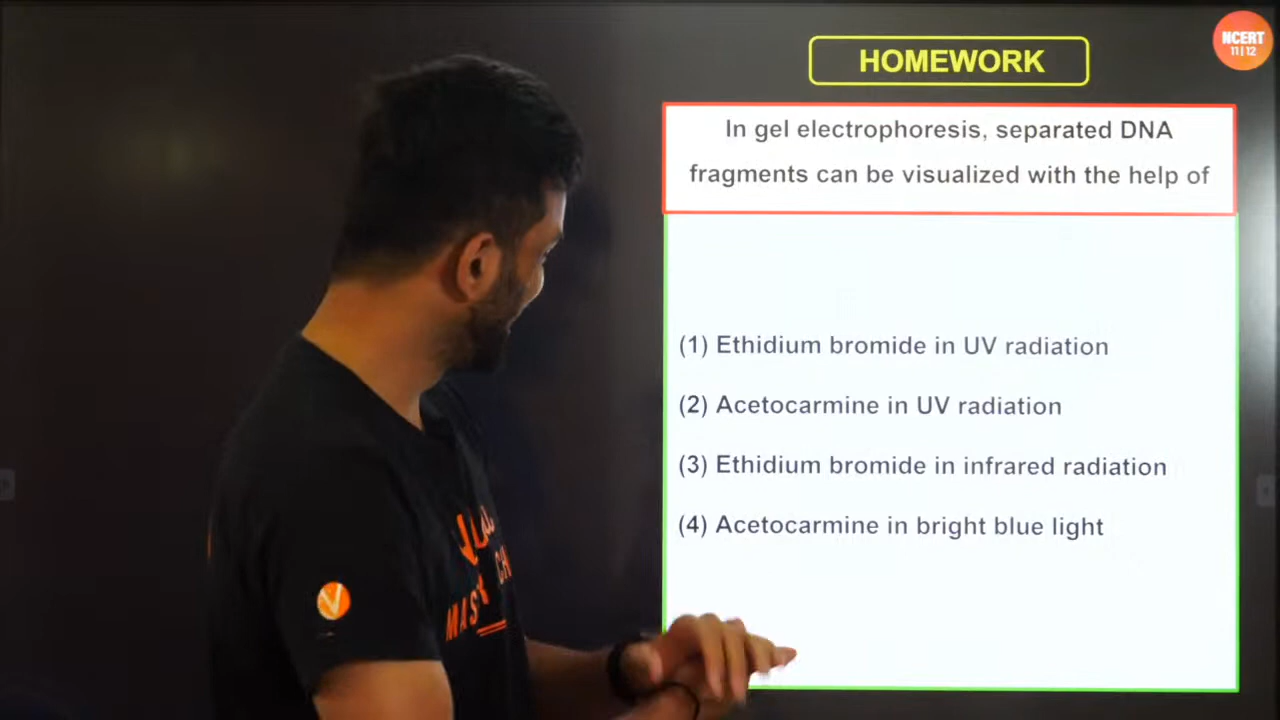 NCERT
11|12
HOMEWORK
In gel electrophoresis, separated DNA
fragments can be visualized with the help of
(1) Ethidium bromide in UV radiation
(2) Acetocarmine in UV radiation
(3) Ethidium bromide in infrared radiation
(4) Acetocarmine in bright blue light
V